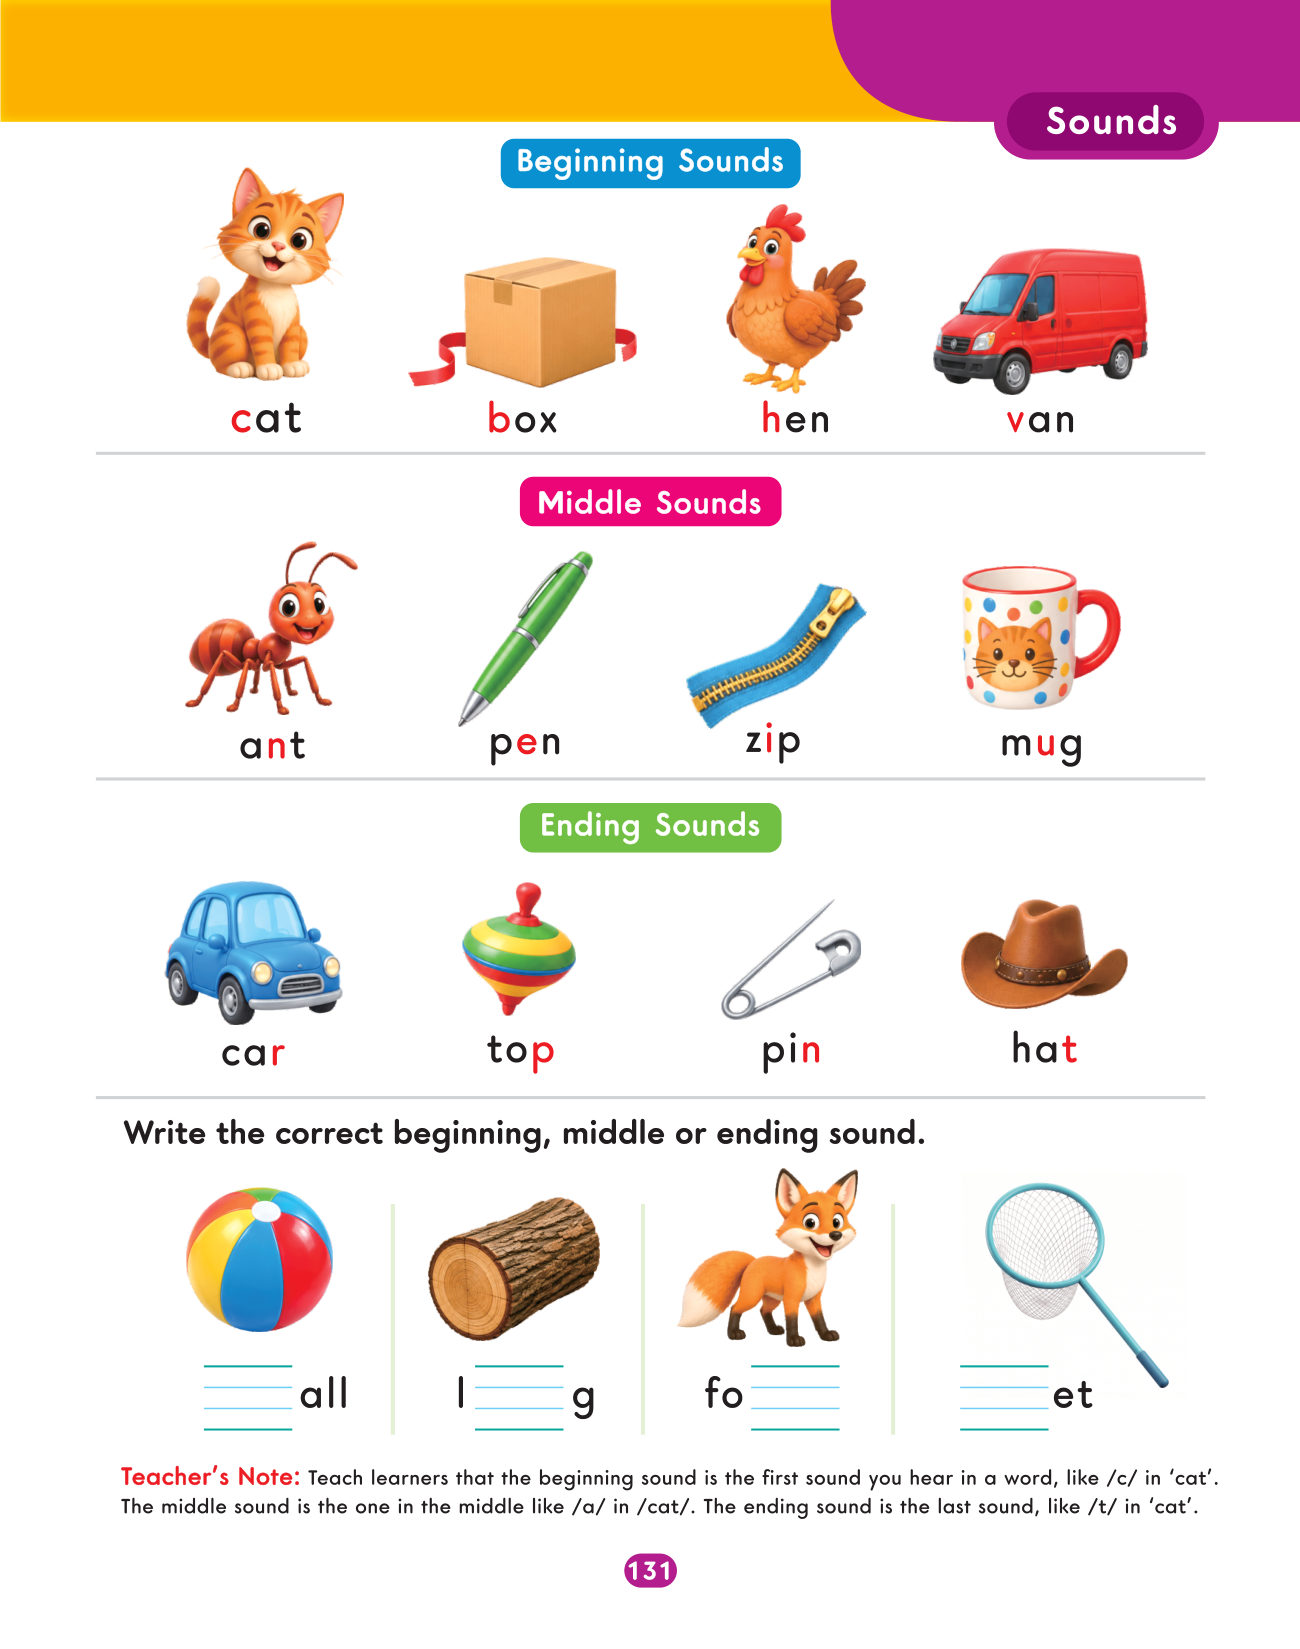 Sounds
Beginning Sounds
cat box hen van
Middle Sounds
ant pen zip mug
Ending Sounds
car top pin hat
Write the correct beginning, middle or ending sound.
all l g fo et
Teacher's Note: Teach learners that the beginning sound is the first sound you hear in a word, like /c/ in ‘cat’.
The middle sound is the one in the middle like /a/ in /cat/. The ending sound is the last sound, like /t/ in ‘cat’.
131